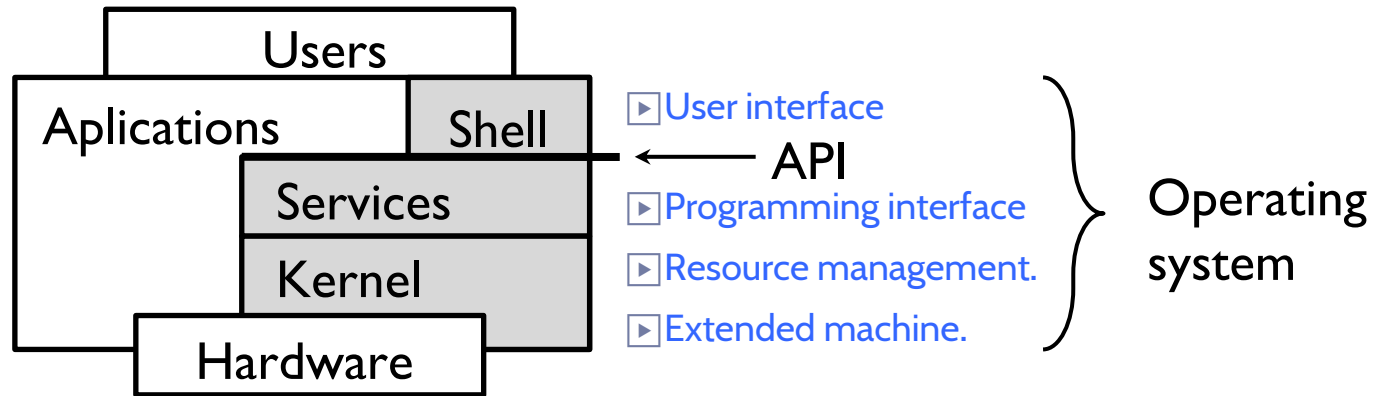 Users
Aplications
Shell
Services
Kernel
Hardware
User interface
API
Programming interface
Resource management.
Extended machine.
Operating
system